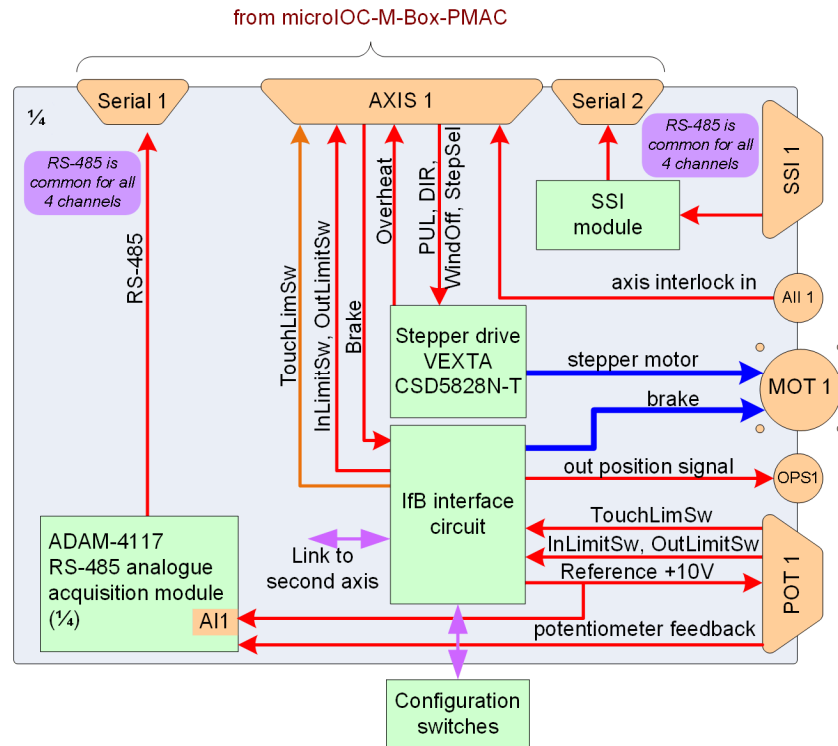 from microIOC-M-Box-PMAC
Serial 1
AXIS 1
Serial 2
¼
RS-485 is
common for all
4 channels
RS-485 is
common for all
4 channels
SSI 1
SSI
module
Overheat
PUL, DIR,
WindOff, StepSel
RS-485
TouchLimSw
InLimitSw, OutLimitSw
Brake
axis interlock in
AII 1
Stepper drive
VEXTA
CSD5828N-T
stepper motor
MOT 1
brake
IfB interface
circuit
out position signal
OPS1
TouchLimSw
InLimitSw, OutLimitSw
Reference +10V
POT 1
Link to
second axis
ADAM-4117
RS-485 analogue
acquisition module
(¼)
AI1
potentiometer feedback
Configuration
switches